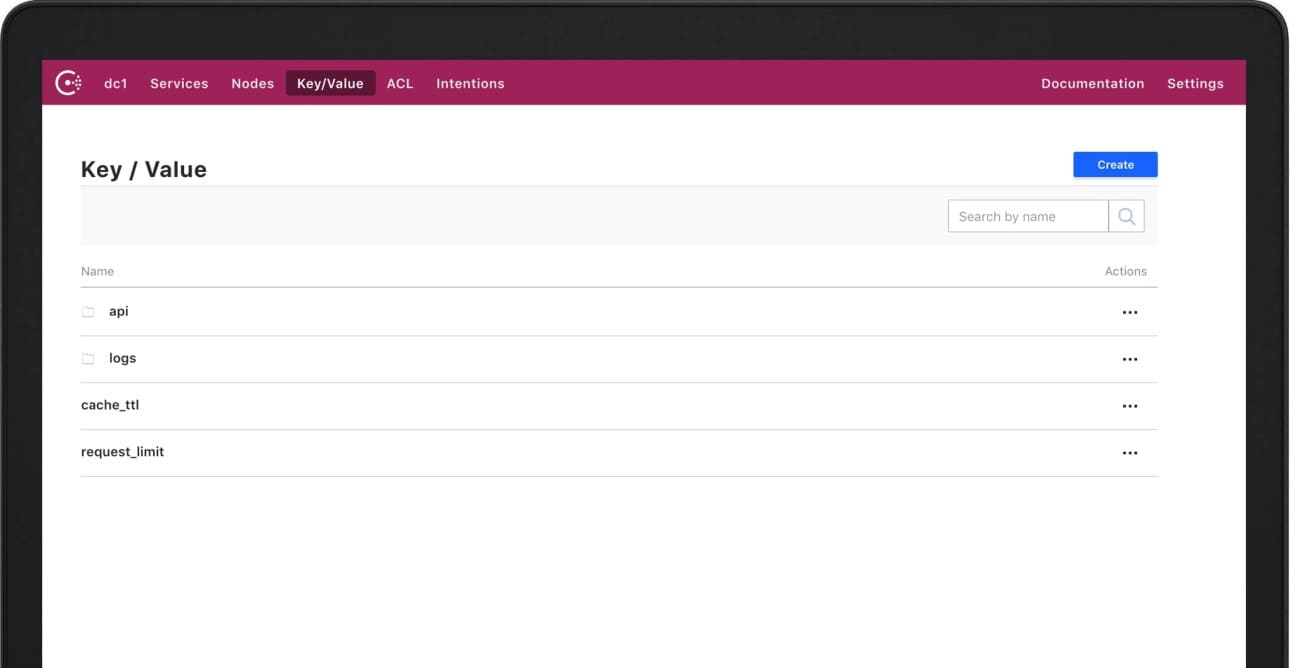 dc1 Services Nodes Key/Value ACL Intentions Documentation Settings
Key / Value Create
Search by name
Name Actions
api
logs
cache_ttl
request_limit